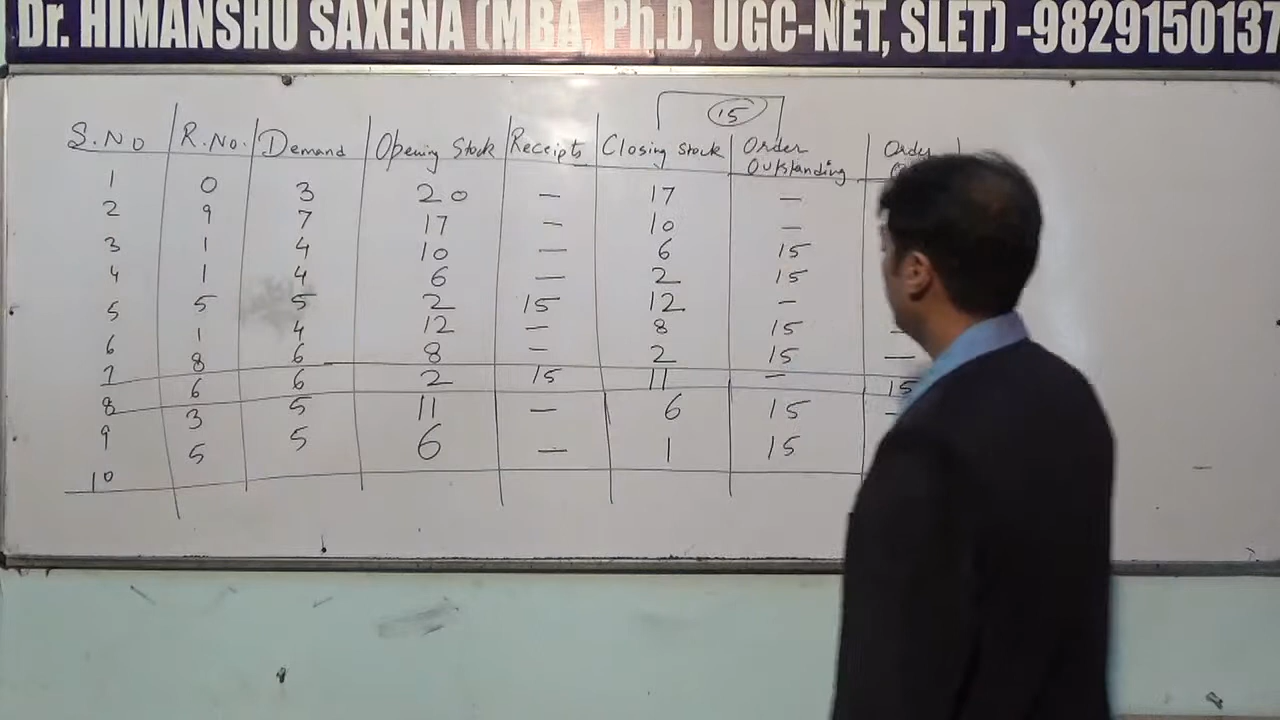 Dr. HIMANSHU SAXENA (MBA, Ph.D, UGC-NET, SLET) -9829150137
15
S.No R.No. Demand Opening Stock Receipts Closing Stock Order Outstanding
1 0 3 20 — 17 —
2 9 7 17 — 10 —
3 1 4 10 — 6 15
4 1 4 6 — 2 15
5 5 5 2 15 12 —
6 1 4 12 — 8 15 —
7 8 6 8 — 2 15 —
8 6 6 2 15 11 — 15
9 3 5 11 — 6 15 —
10 5 5 6 — 1 15